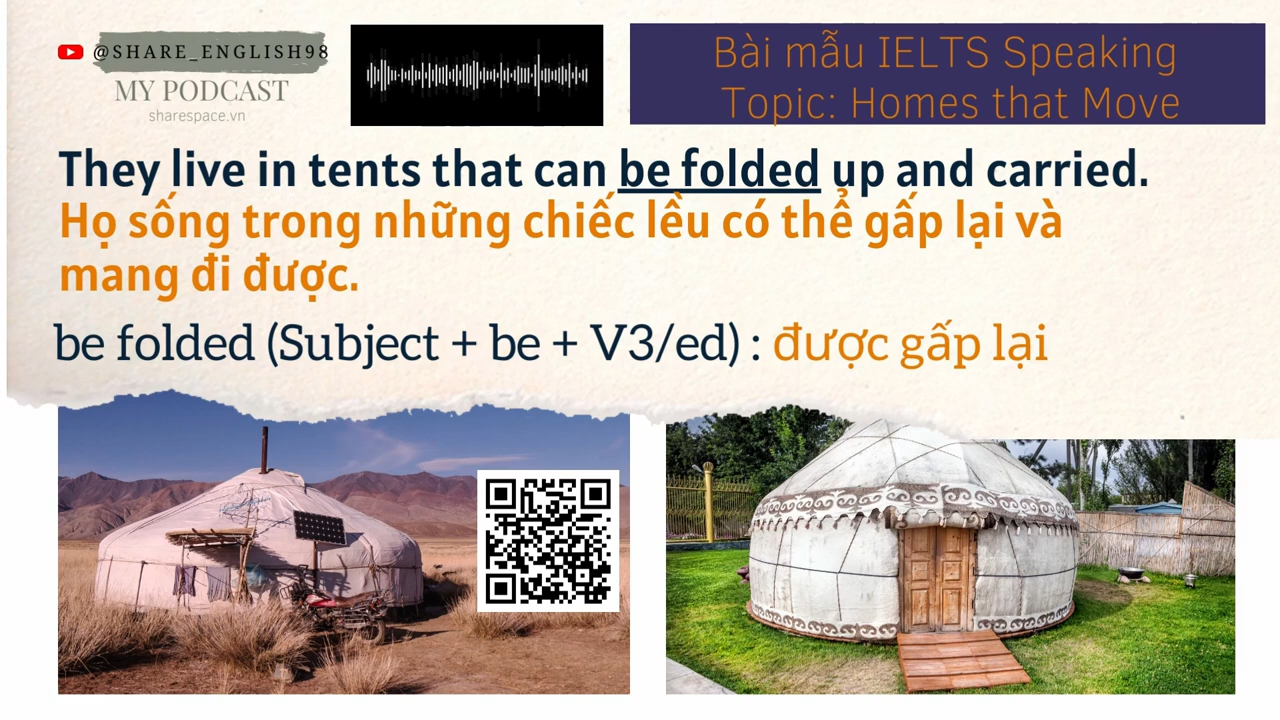 @SHARE_ENGLISH98
MY PODCAST
sharespace.vn
Bài mẫu IELTS Speaking
Topic: Homes that Move
They live in tents that can be folded up and carried.
Họ sống trong những chiếc lều có thể gấp lại và
mang đi được.
be folded (Subject + be + V3/ed) : được gấp lại